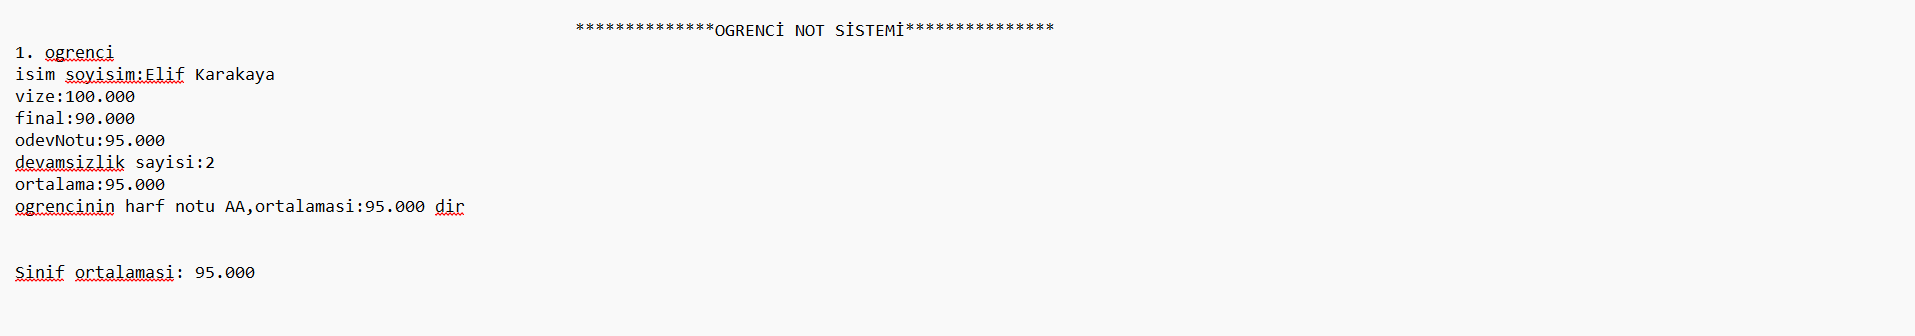 **************OGRENCİ NOT SİSTEMİ***************
1. ogrenci
isim soyisim:Elif Karakaya
vize:100.000
final:90.000
odevNotu:95.000
devamsizlik sayisi:2
ortalama:95.000
ogrencinin harf notu AA,ortalamasi:95.000 dir
Sinif ortalamasi: 95.000